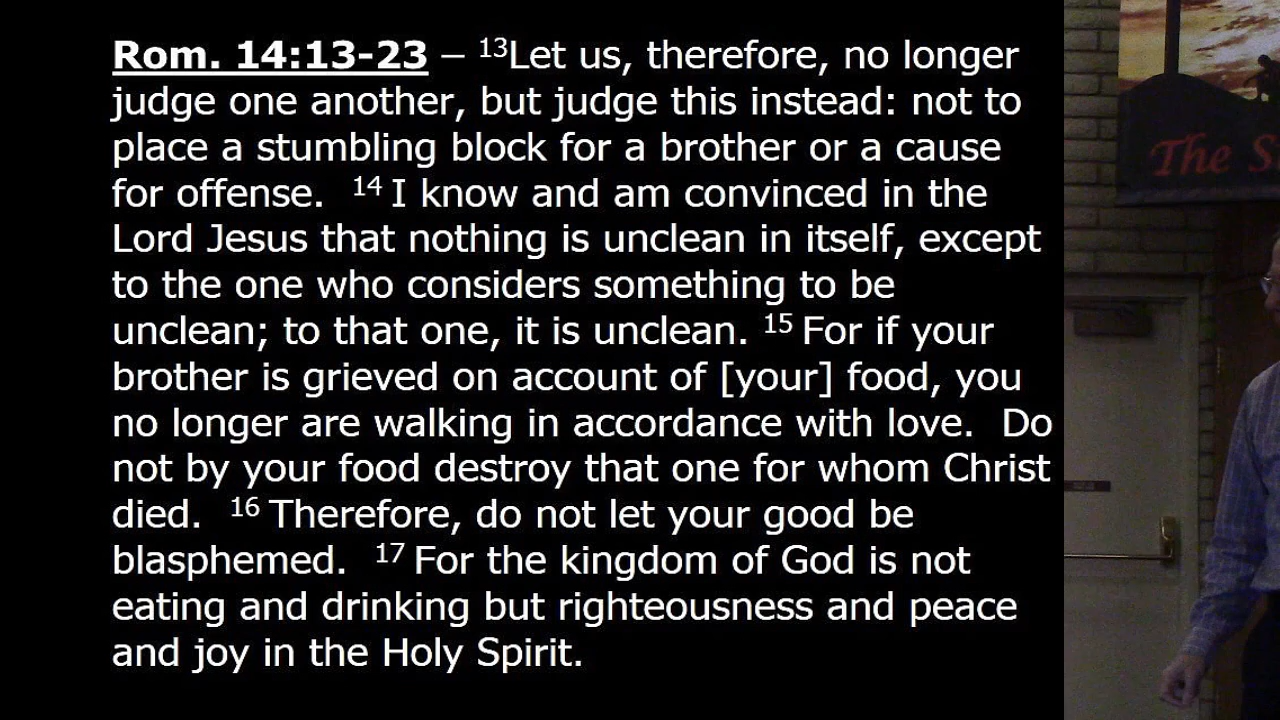 Rom. 14:13-23 – 13Let us, therefore, no longer
judge one another, but judge this instead: not to
place a stumbling block for a brother or a cause
for offense. 14 I know and am convinced in the
Lord Jesus that nothing is unclean in itself, except
to the one who considers something to be
unclean; to that one, it is unclean. 15 For if your
brother is grieved on account of [your] food, you
no longer are walking in accordance with love. Do
not by your food destroy that one for whom Christ
died. 16 Therefore, do not let your good be
blasphemed. 17 For the kingdom of God is not
eating and drinking but righteousness and peace
and joy in the Holy Spirit.
The S